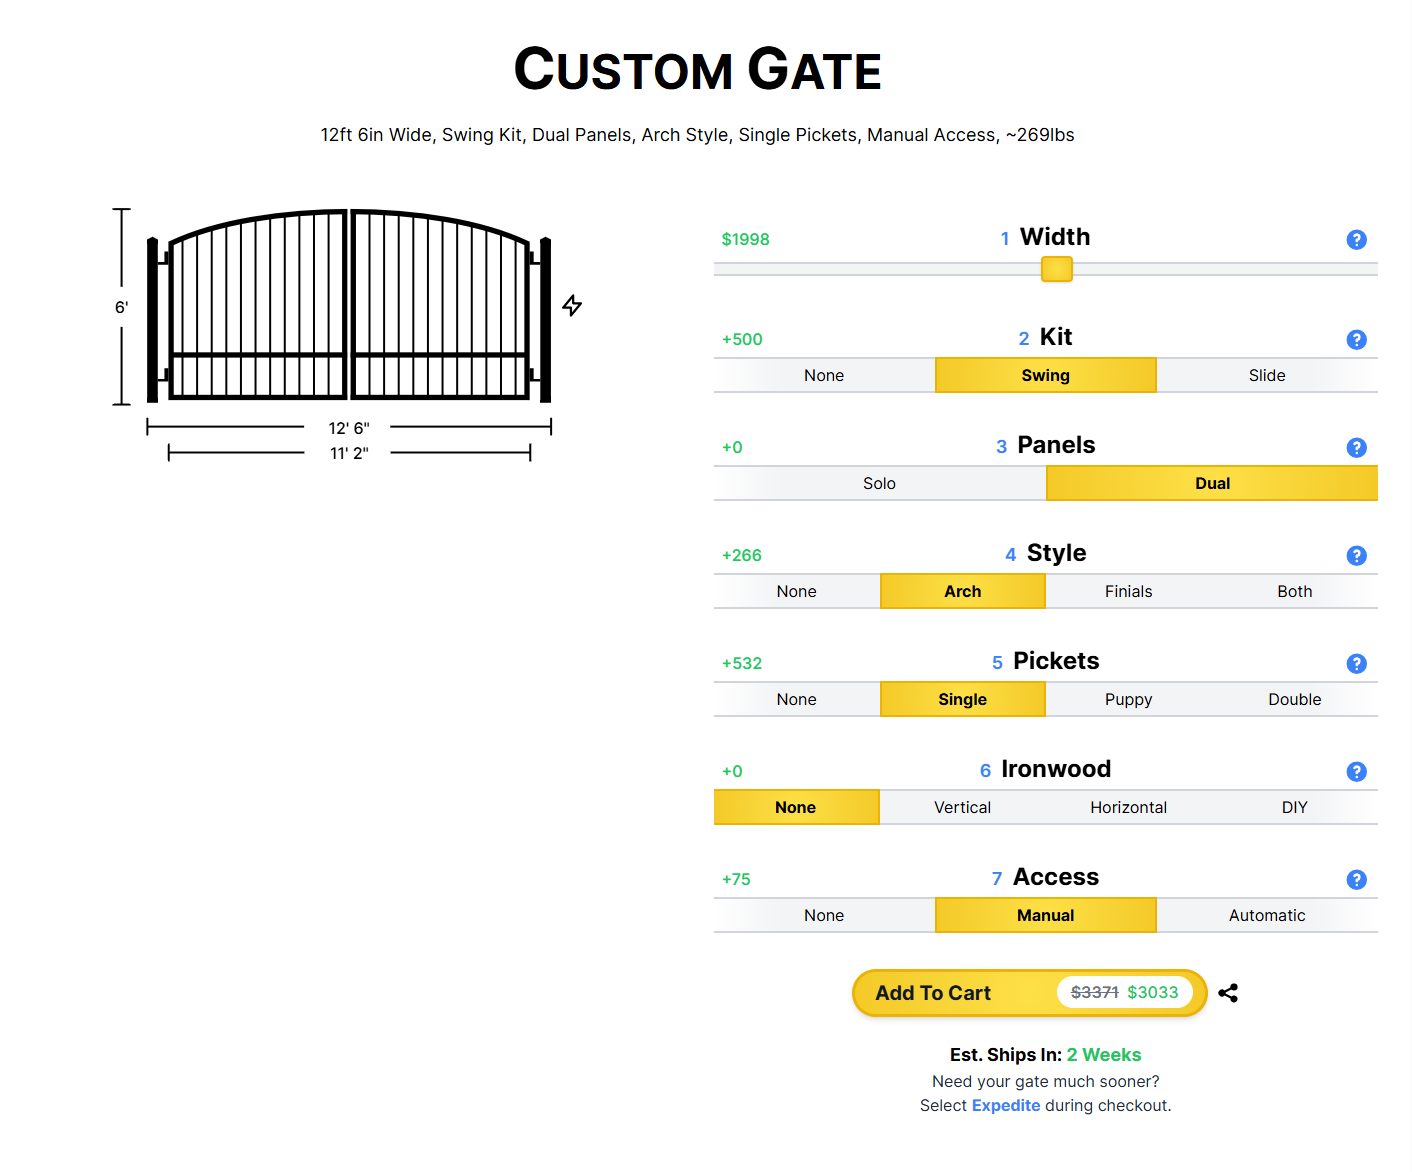 CUSTOM GATE
12ft 6in Wide, Swing Kit, Dual Panels, Arch Style, Single Pickets, Manual Access, ~269lbs
6'
12' 6"
11' 2"
$1998 1 Width ?
+500 2 Kit ?
None Swing Slide
+0 3 Panels ?
Solo Dual
+266 4 Style ?
None Arch Finials Both
+532 5 Pickets ?
None Single Puppy Double
+0 6 Ironwood ?
None Vertical Horizontal DIY
+75 7 Access ?
None Manual Automatic
Add To Cart $3371 $3033
Est. Ships In: 2 Weeks
Need your gate much sooner?
Select Expedite during checkout.